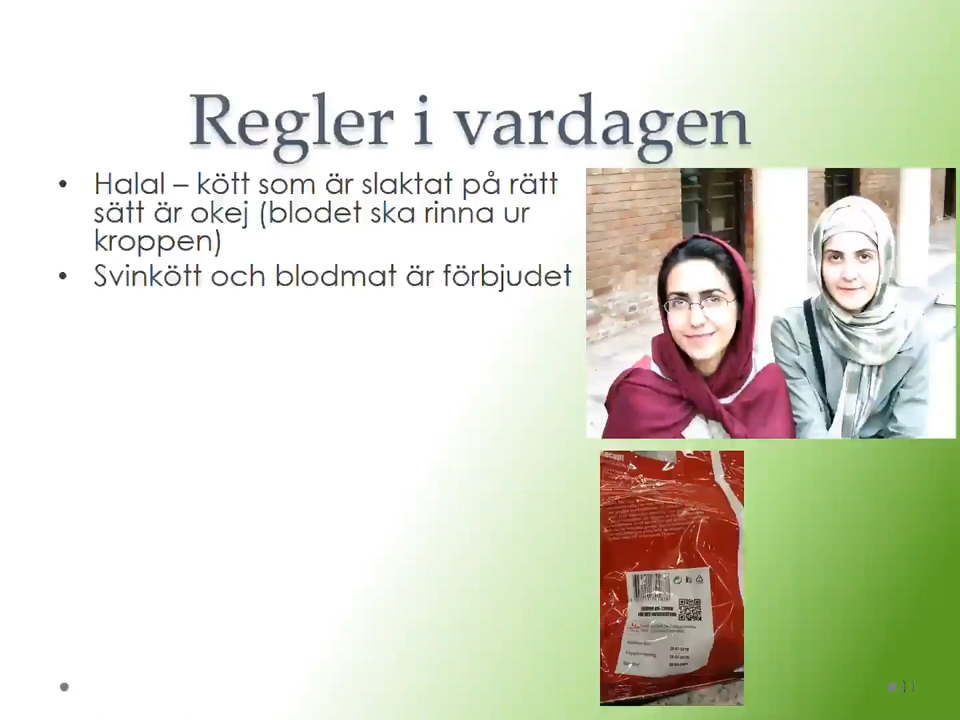 Regler i vardagen
• Halal – kött som är slaktat på rätt
sätt är okej (blodet ska rinna ur
kroppen)
• Svinkött och blodmat är förbjudet
11